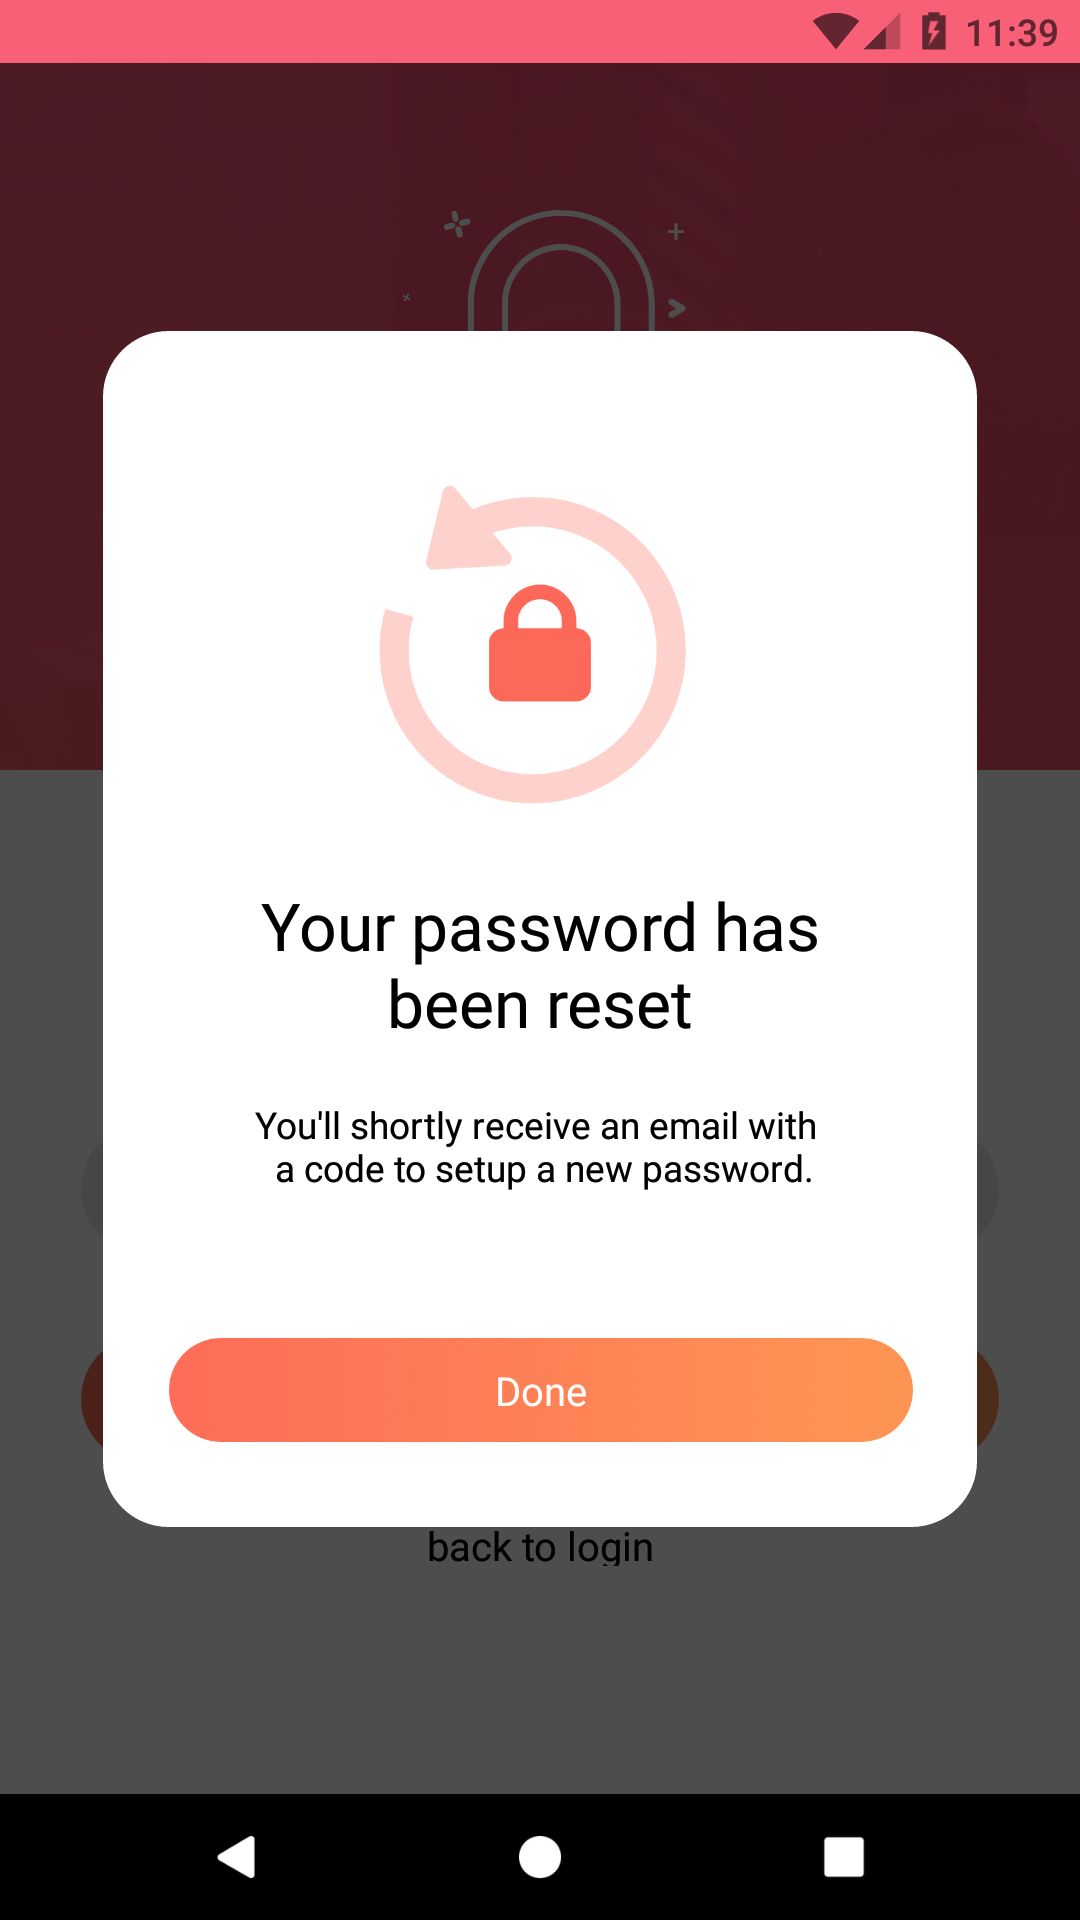 11:39
Your password has
been reset
You'll shortly receive an email with
a code to setup a new password.
Done
back to login